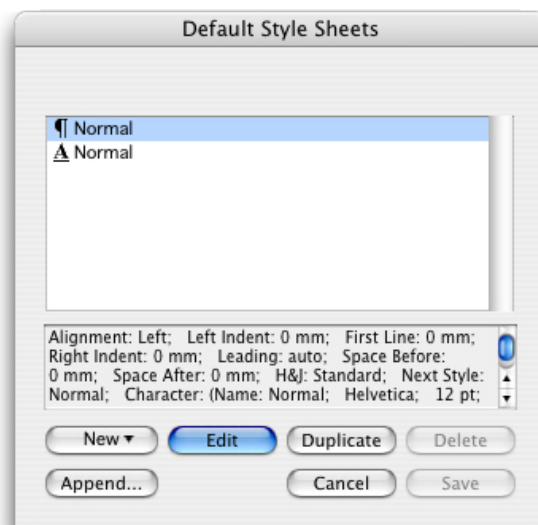 Default Style Sheets
¶ Normal
A Normal
Alignment: Left; Left Indent: 0 mm; First Line: 0 mm;
Right Indent: 0 mm; Leading: auto; Space Before:
0 mm; Space After: 0 mm; H&J: Standard; Next Style:
Normal; Character: (Name: Normal; Helvetica; 12 pt;
New Edit Duplicate Delete
Append... Cancel Save